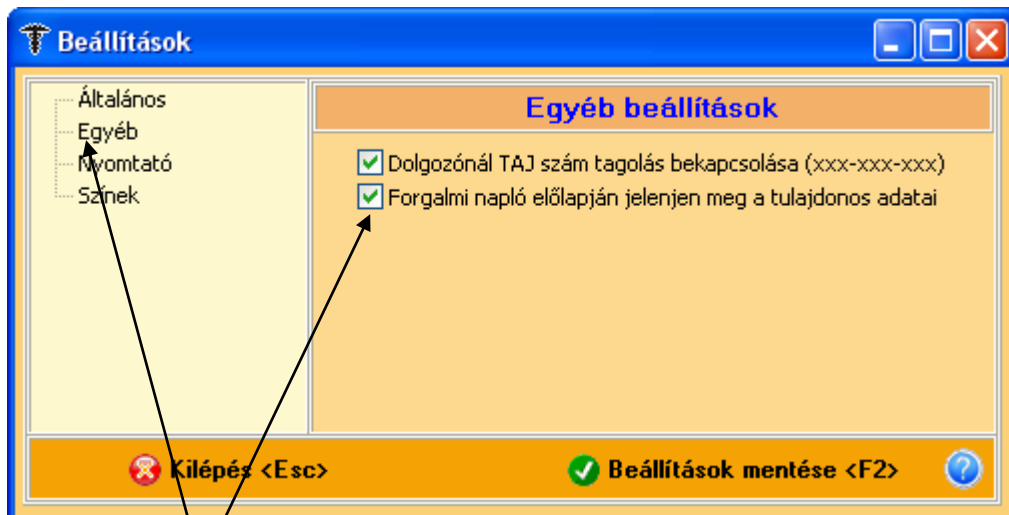 Beállítások
Általános
Egyéb
Nyomtató
Színek
Egyéb beállítások
Dolgozónál TAJ szám tagolás bekapcsolása (xxx-xxx-xxx)
Forgalmi napló előlapján jelenjen meg a tulajdonos adatai
Kilépés <Esc>
Beállítások mentése <F2>